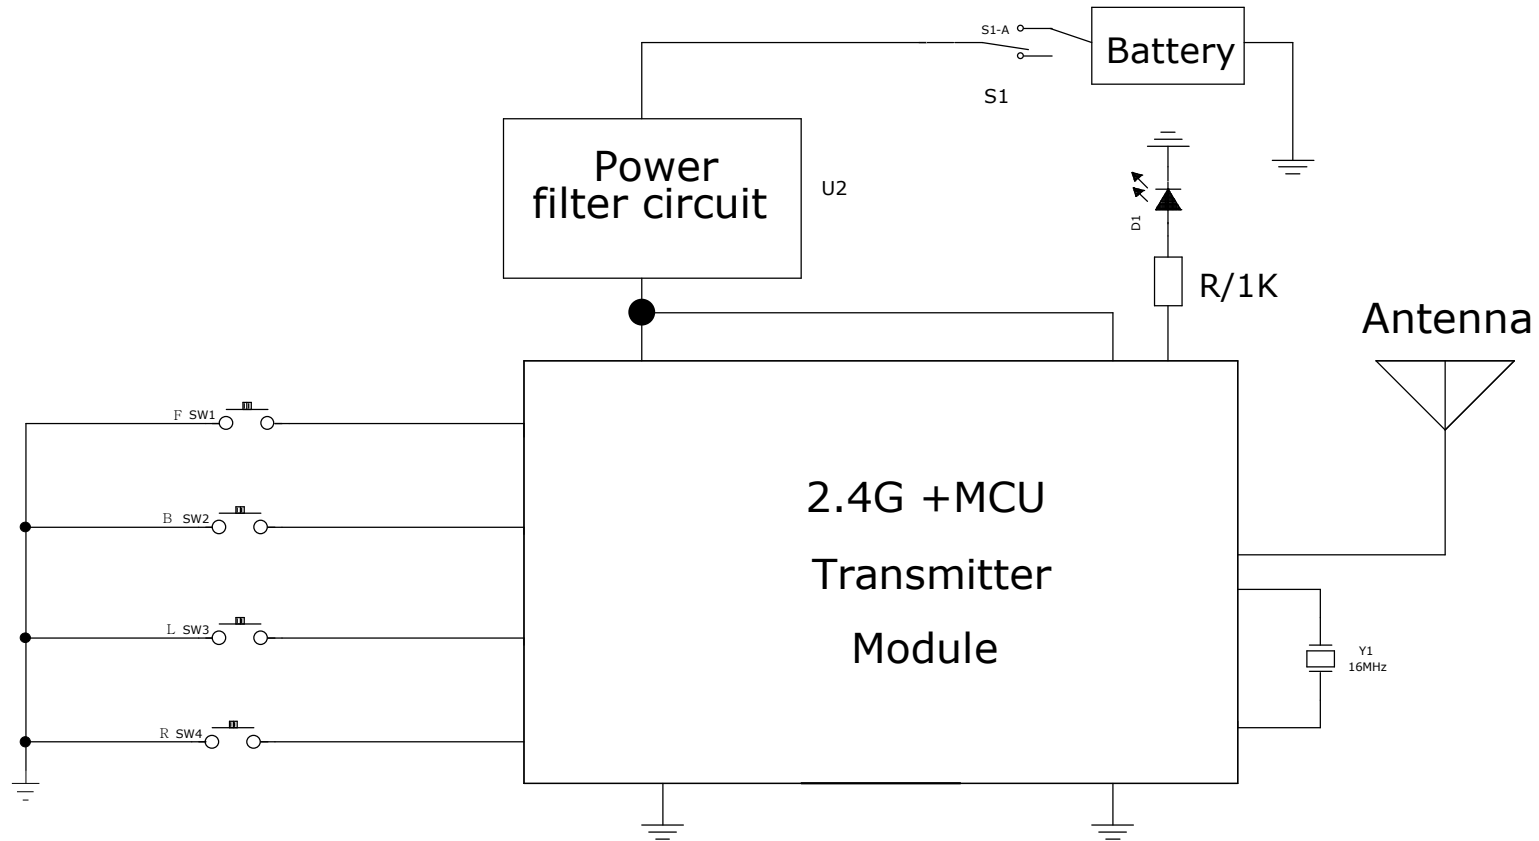 S1-A
Battery
S1
Power
filter circuit
U2
D1
R/1K
Antenna
F SW1
B SW2
L SW3
R SW4
2.4G +MCU
Transmitter
Module
Y1
16MHz